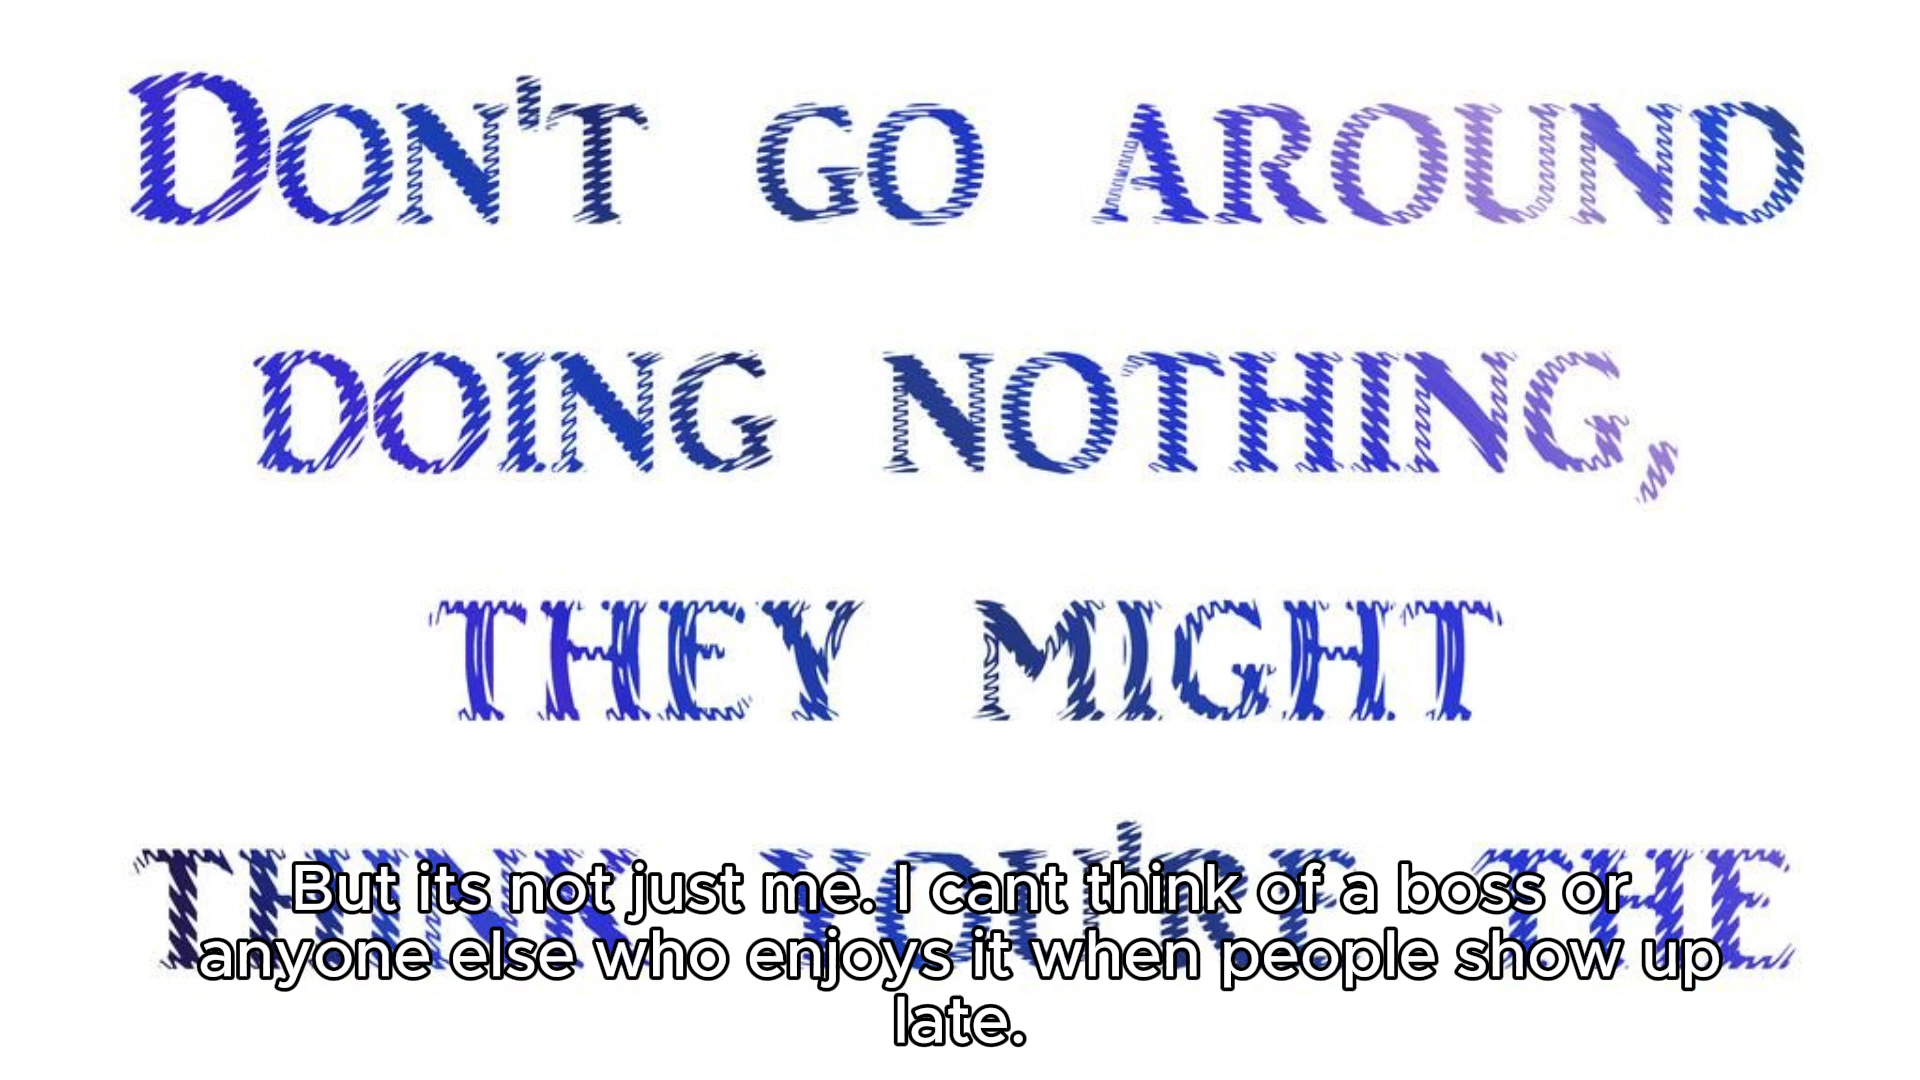 DON'T GO AROUND
DOING NOTHING,
THEY MIGHT
THINK YOU'RE THE
But its not just me. I cant think of a boss or
anyone else who enjoys it when people show up
late.